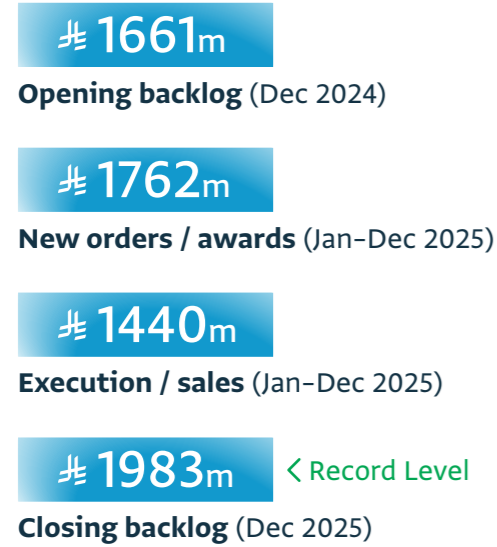 ⃁ 1661m
Opening backlog (Dec 2024)
⃁ 1762m
New orders / awards (Jan–Dec 2025)
⃁ 1440m
Execution / sales (Jan–Dec 2025)
⃁ 1983m < Record Level
Closing backlog (Dec 2025)